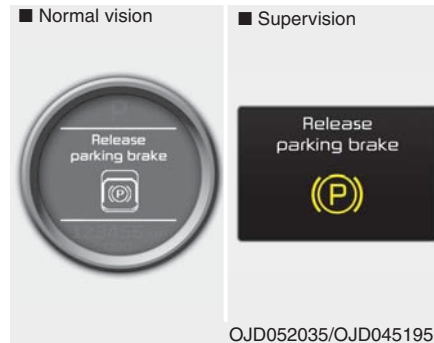 ■ Normal vision
■ Supervision
Release
parking brake
(P)
Release
parking brake
(P)
OJD052035/OJD045195